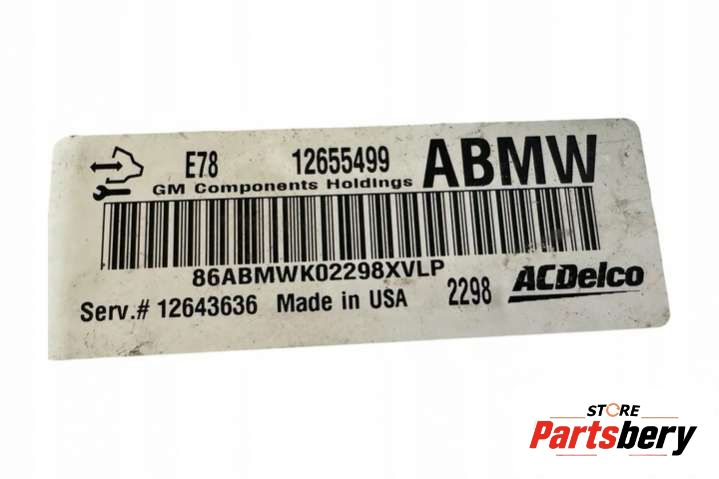 E78 12655499 ABMW
GM Components Holdings
86ABMWK02298XVLP
Serv.# 12643636 Made in USA 2298 ACDelco
STORE
Partsbery